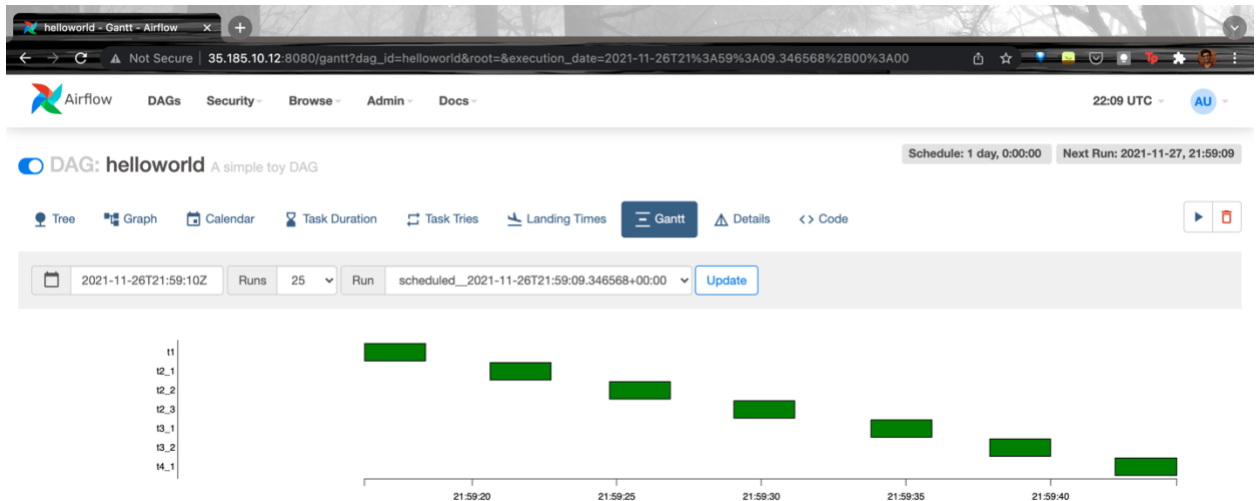 helloworld - Gantt - Airflow
Not Secure | 35.185.10.12:8080/gantt?dag_id=helloworld&root=&execution_date=2021-11-26T21%3A59%3A09.346568%2B00%3A00
Airflow DAGs Security Browse Admin Docs 22:09 UTC AU
DAG: helloworld A simple toy DAG Schedule: 1 day, 0:00:00 Next Run: 2021-11-27, 21:59:09
Tree Graph Calendar Task Duration Task Tries Landing Times Gantt Details <> Code
2021-11-26T21:59:10Z Runs 25 Run scheduled__2021-11-26T21:59:09.346568+00:00 Update
t1
t2_1
t2_2
t2_3
t3_1
t3_2
t4_1
21:59:20 21:59:25 21:59:30 21:59:35 21:59:40